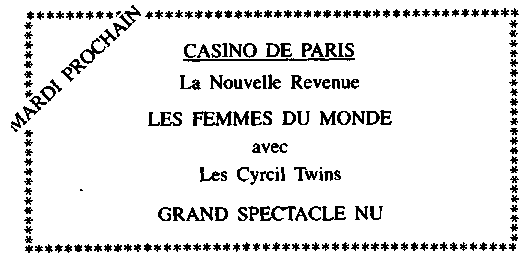 MARDI PROCHAIN
CASINO DE PARIS
La Nouvelle Revenue
LES FEMMES DU MONDE
avec
Les Cyrcil Twins
GRAND SPECTACLE NU